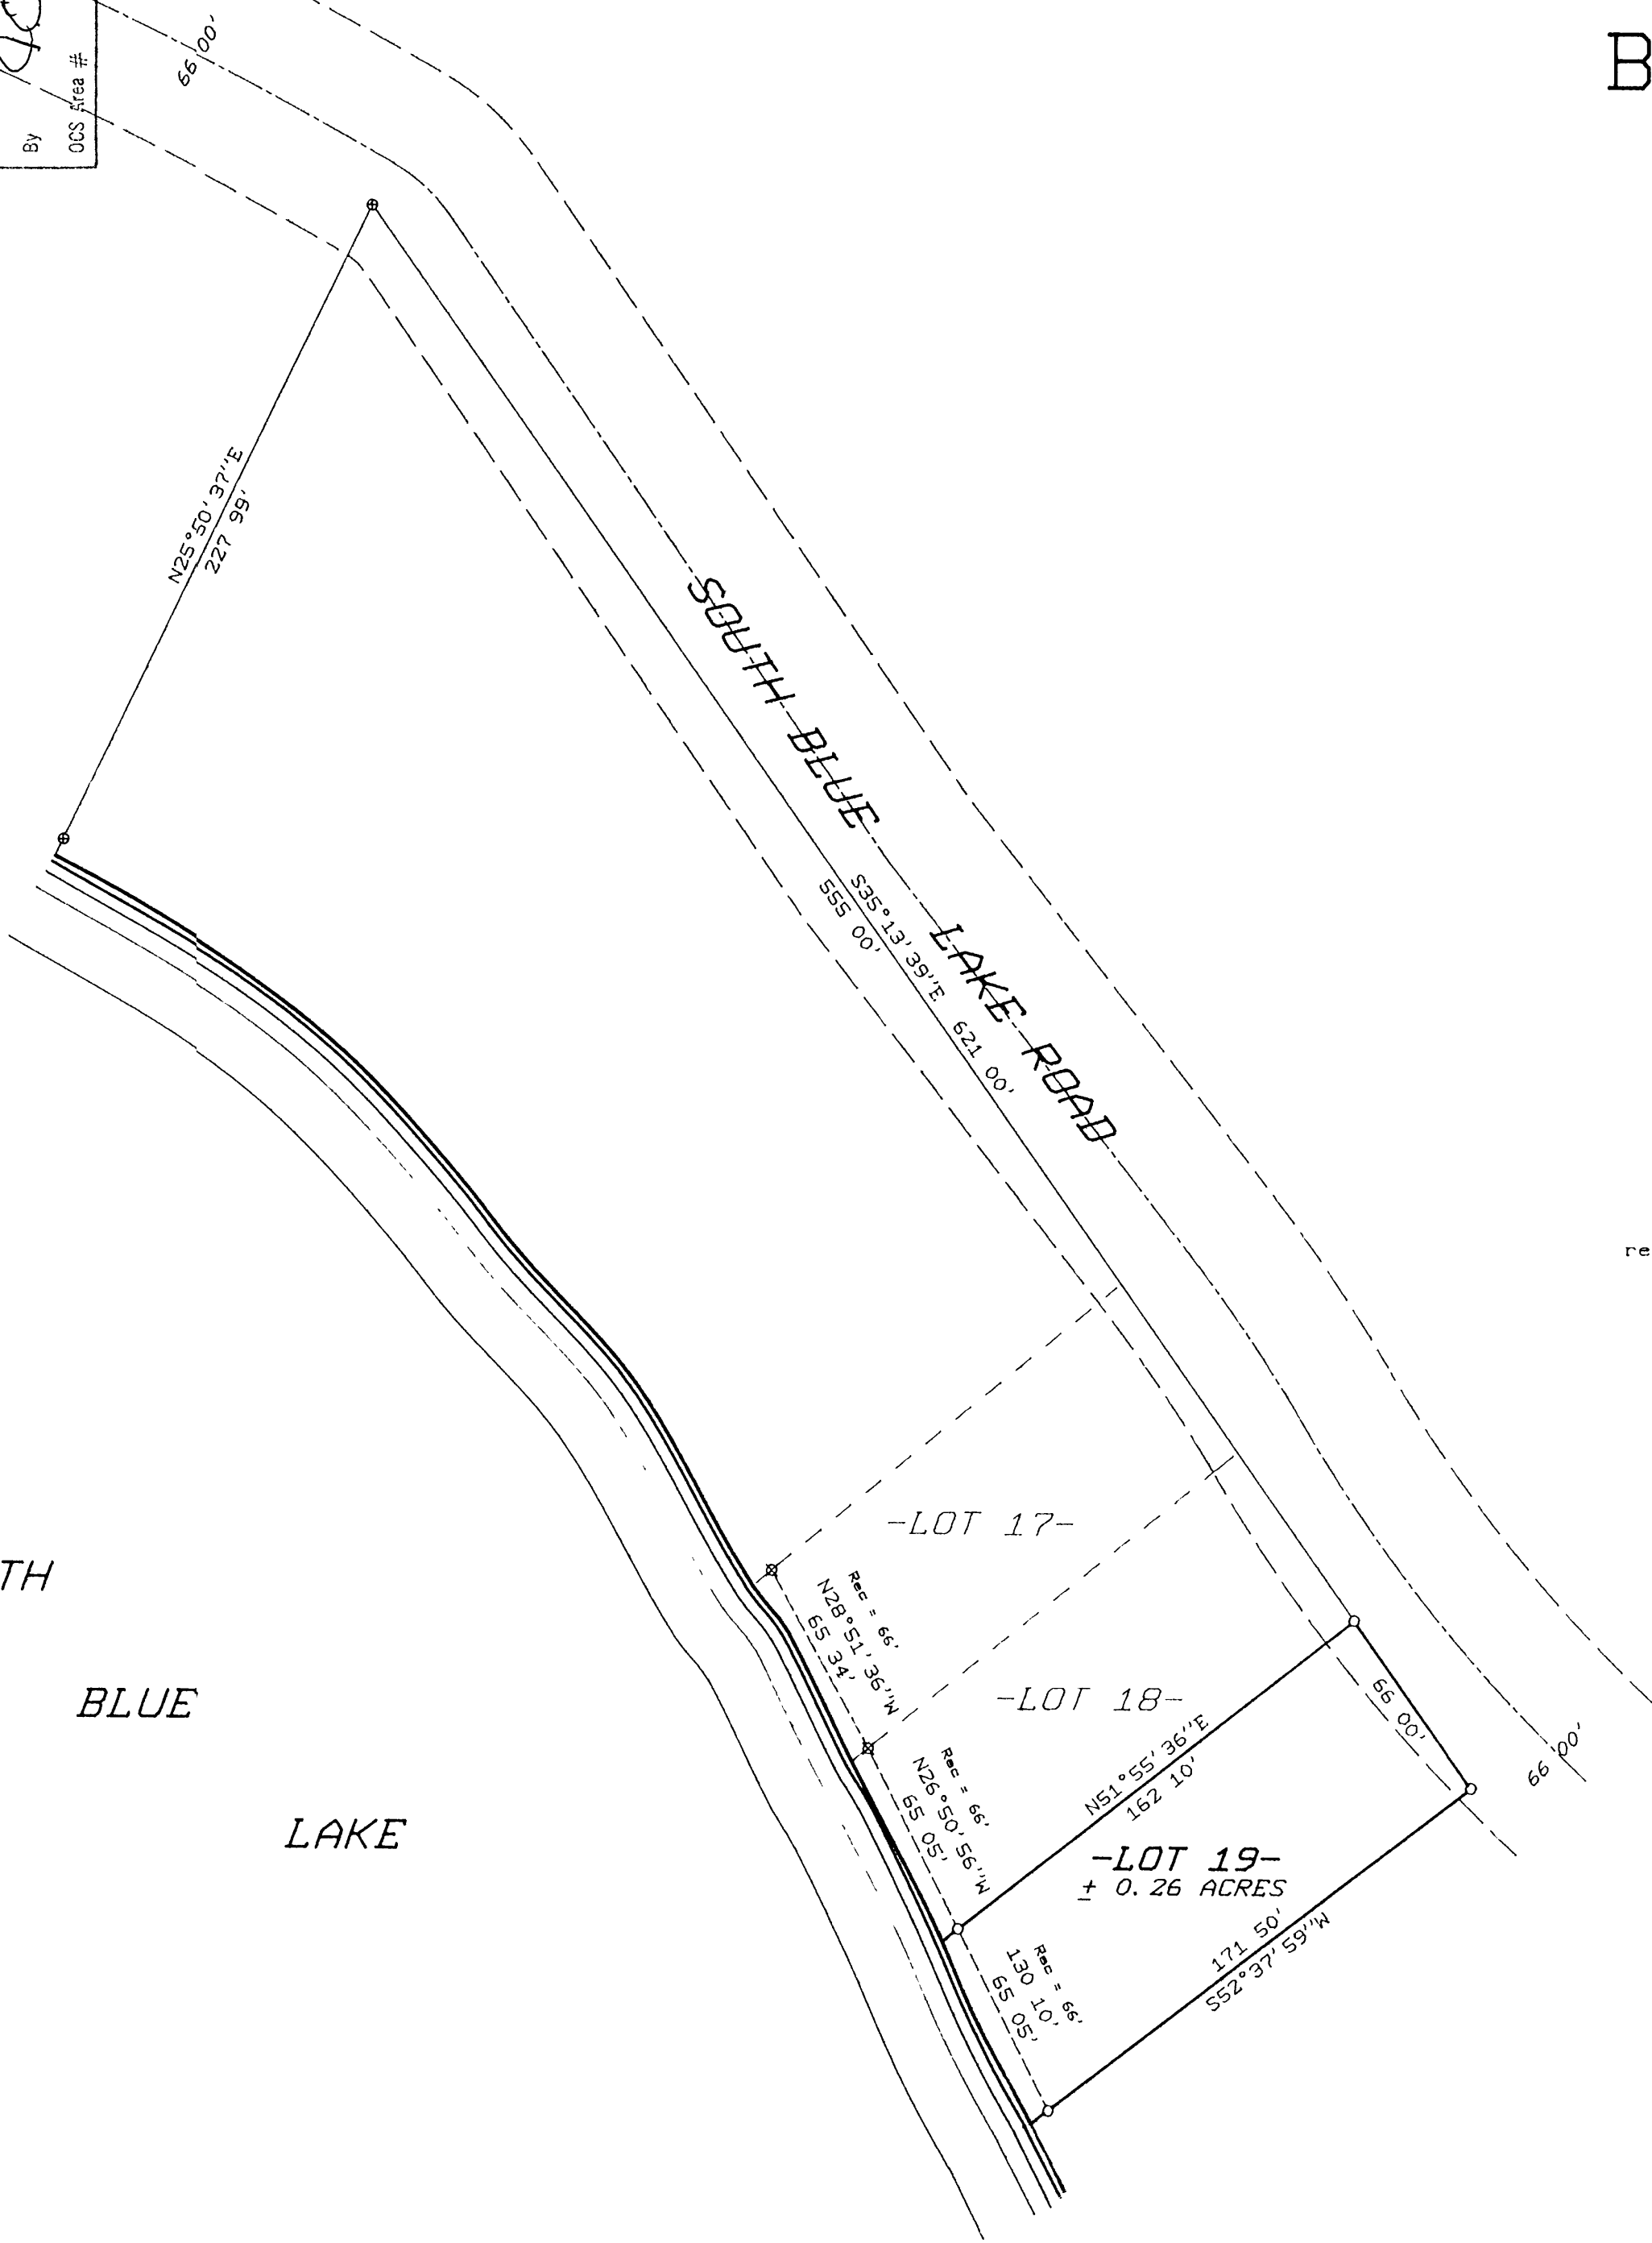 By
OCS Area #
66 00'
B
N25°50'37''E
227 99'
SOUTH BLUE LAKE ROAD
S35°13'39''E 621 00'
555 00'
re
-LOT 17-
Rec = 66'
N28°51'36''W
65 34'
-LOT 18-
Rec = 66'
N26°50'56''W
65 05'
N51°55'36''E
162 10'
66 00'
66 00'
-LOT 19-
± 0.26 ACRES
171 50'
S52°37'59''W
Rec = 66'
130 10'
65 05'
TH
BLUE
LAKE